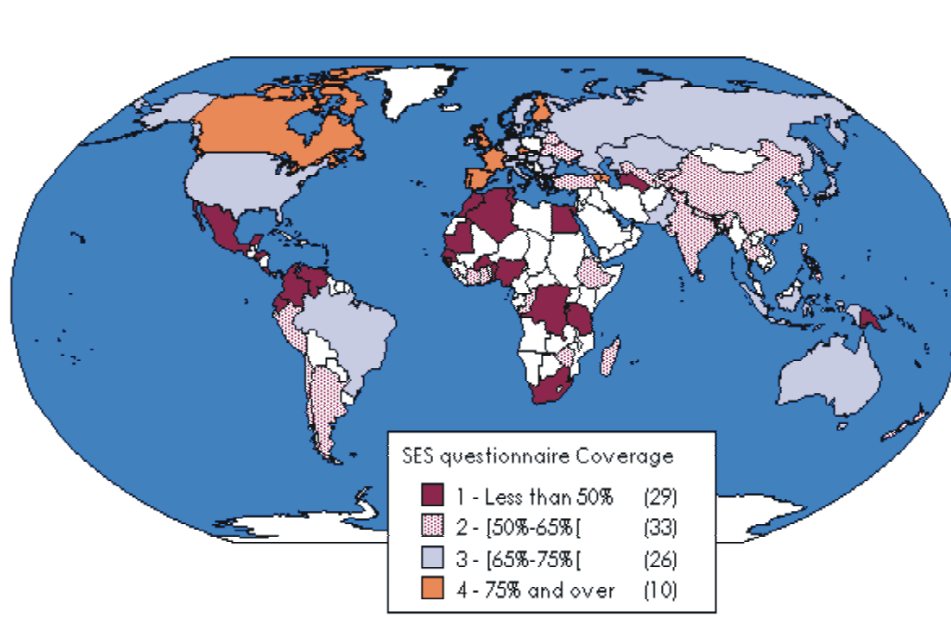 SES questionnaire Coverage
1 - Less than 50% (29)
2 - [50%-65%[ (33)
3 - [65%-75%[ (26)
4 - 75% and over (10)